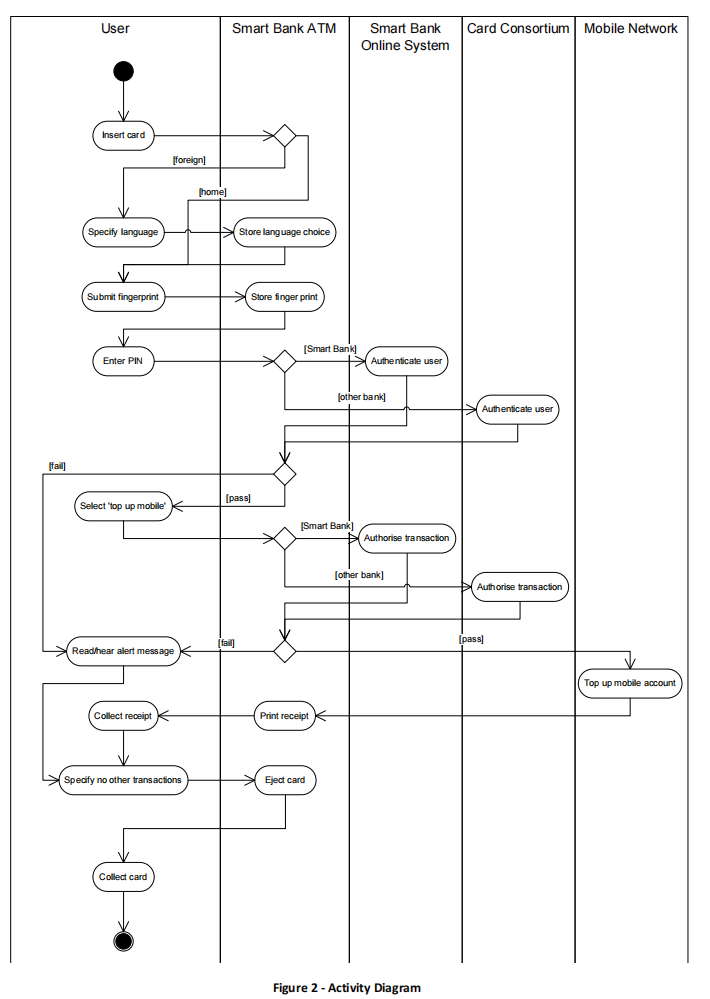 User
Smart Bank ATM
Smart Bank
Online System
Card Consortium
Mobile Network
Insert card
[foreign]
[home]
Specify language
Store language choice
Submit fingerprint
Store finger print
Enter PIN
[Smart Bank]
Authenticate user
[other bank]
Authenticate user
[fail]
[pass]
Select 'top up mobile'
[Smart Bank]
Authorise transaction
[other bank]
Authorise transaction
Read/hear alert message
[fail]
[pass]
Top up mobile account
Collect receipt
Print receipt
Specify no other transactions
Eject card
Collect card
Figure 2 - Activity Diagram